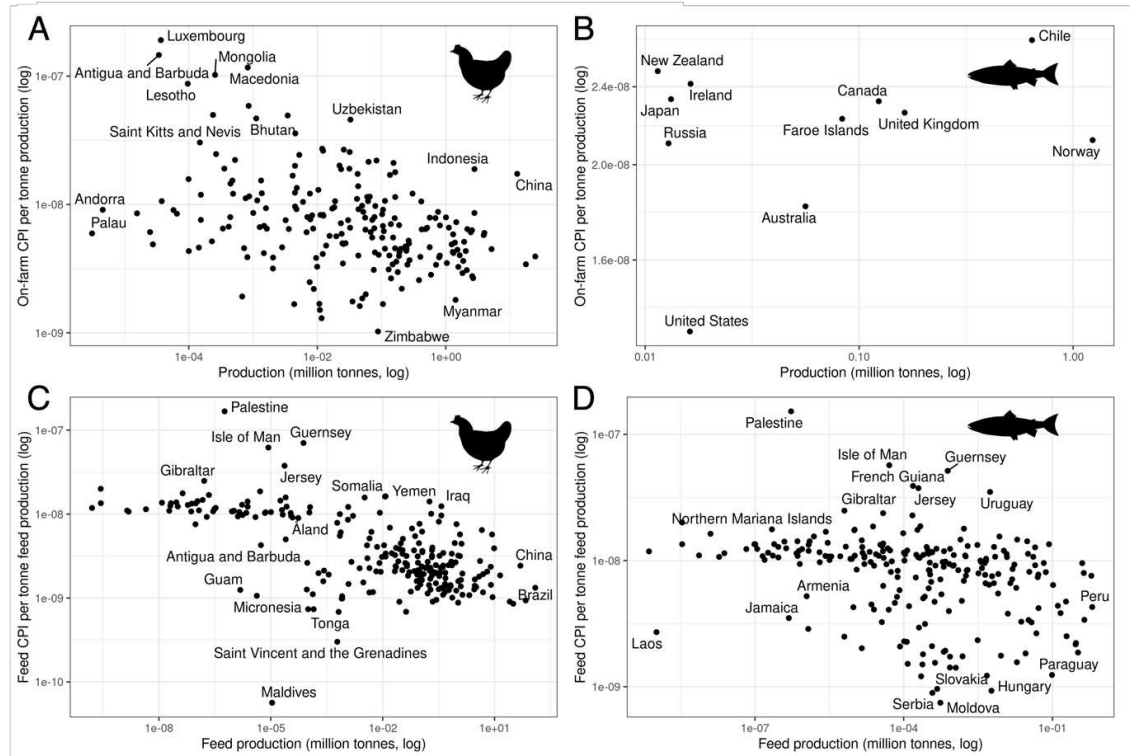 A
Luxembourg
Mongolia
Antigua and Barbuda
Macedonia
Lesotho
Uzbekistan
Saint Kitts and Nevis
Bhutan
Indonesia
China
Andorra
Palau
Myanmar
Zimbabwe
1e-07
1e-08
1e-09
On-farm CPI per tonne production (log)
1e-04
1e-02
1e+00
Production (million tonnes, log)
B
Chile
New Zealand
Ireland
Canada
Japan
United Kingdom
Faroe Islands
Russia
Norway
Australia
United States
2.4e-08
2.0e-08
1.6e-08
On-farm CPI per tonne production (log)
0.01
0.10
1.00
Production (million tonnes, log)
C
Palestine
Isle of Man
Guernsey
Gibraltar
Jersey
Somalia
Yemen
Iraq
Aland
Antigua and Barbuda
China
Guam
Micronesia
Brazil
Tonga
Saint Vincent and the Grenadines
Maldives
1e-07
1e-08
1e-09
1e-10
Feed CPI per tonne feed production (log)
1e-08
1e-05
1e-02
1e+01
Feed production (million tonnes, log)
D
Palestine
Isle of Man
Guernsey
French Guiana
Gibraltar
Jersey
Uruguay
Northern Mariana Islands
Armenia
Jamaica
Peru
Laos
Paraguay
Slovakia
Hungary
Serbia
Moldova
1e-07
1e-08
1e-09
Feed CPI per tonne feed production (log)
1e-07
1e-04
1e-01
Feed production (million tonnes, log)